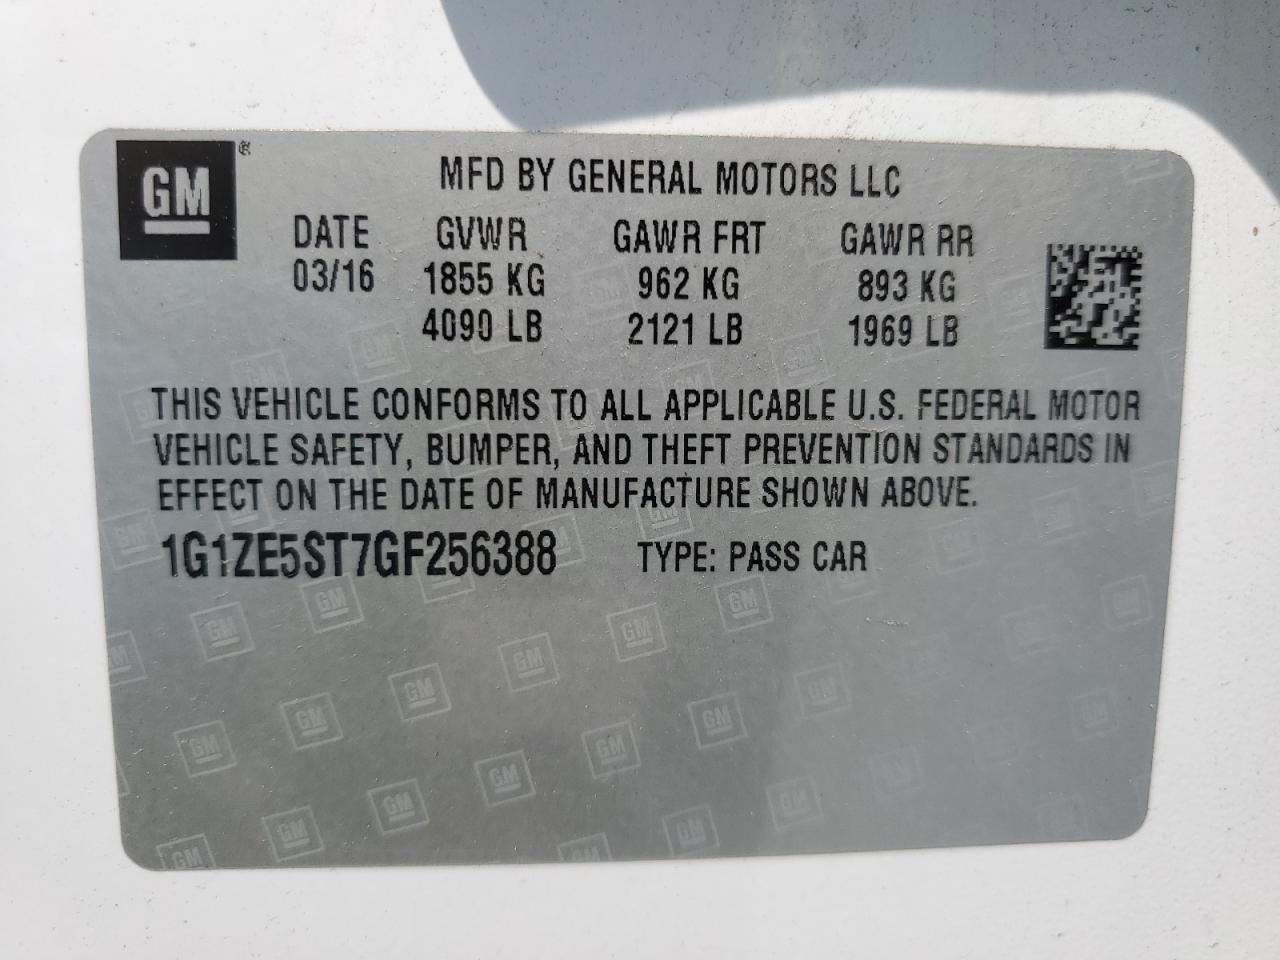 GM
MFD BY GENERAL MOTORS LLC
DATE GVWR GAWR FRT GAWR RR
03/16 1855 KG 962 KG 893 KG
4090 LB 2121 LB 1969 LB
THIS VEHICLE CONFORMS TO ALL APPLICABLE U.S. FEDERAL MOTOR
VEHICLE SAFETY, BUMPER, AND THEFT PREVENTION STANDARDS IN
EFFECT ON THE DATE OF MANUFACTURE SHOWN ABOVE.
1G1ZE5ST7GF256388 TYPE: PASS CAR